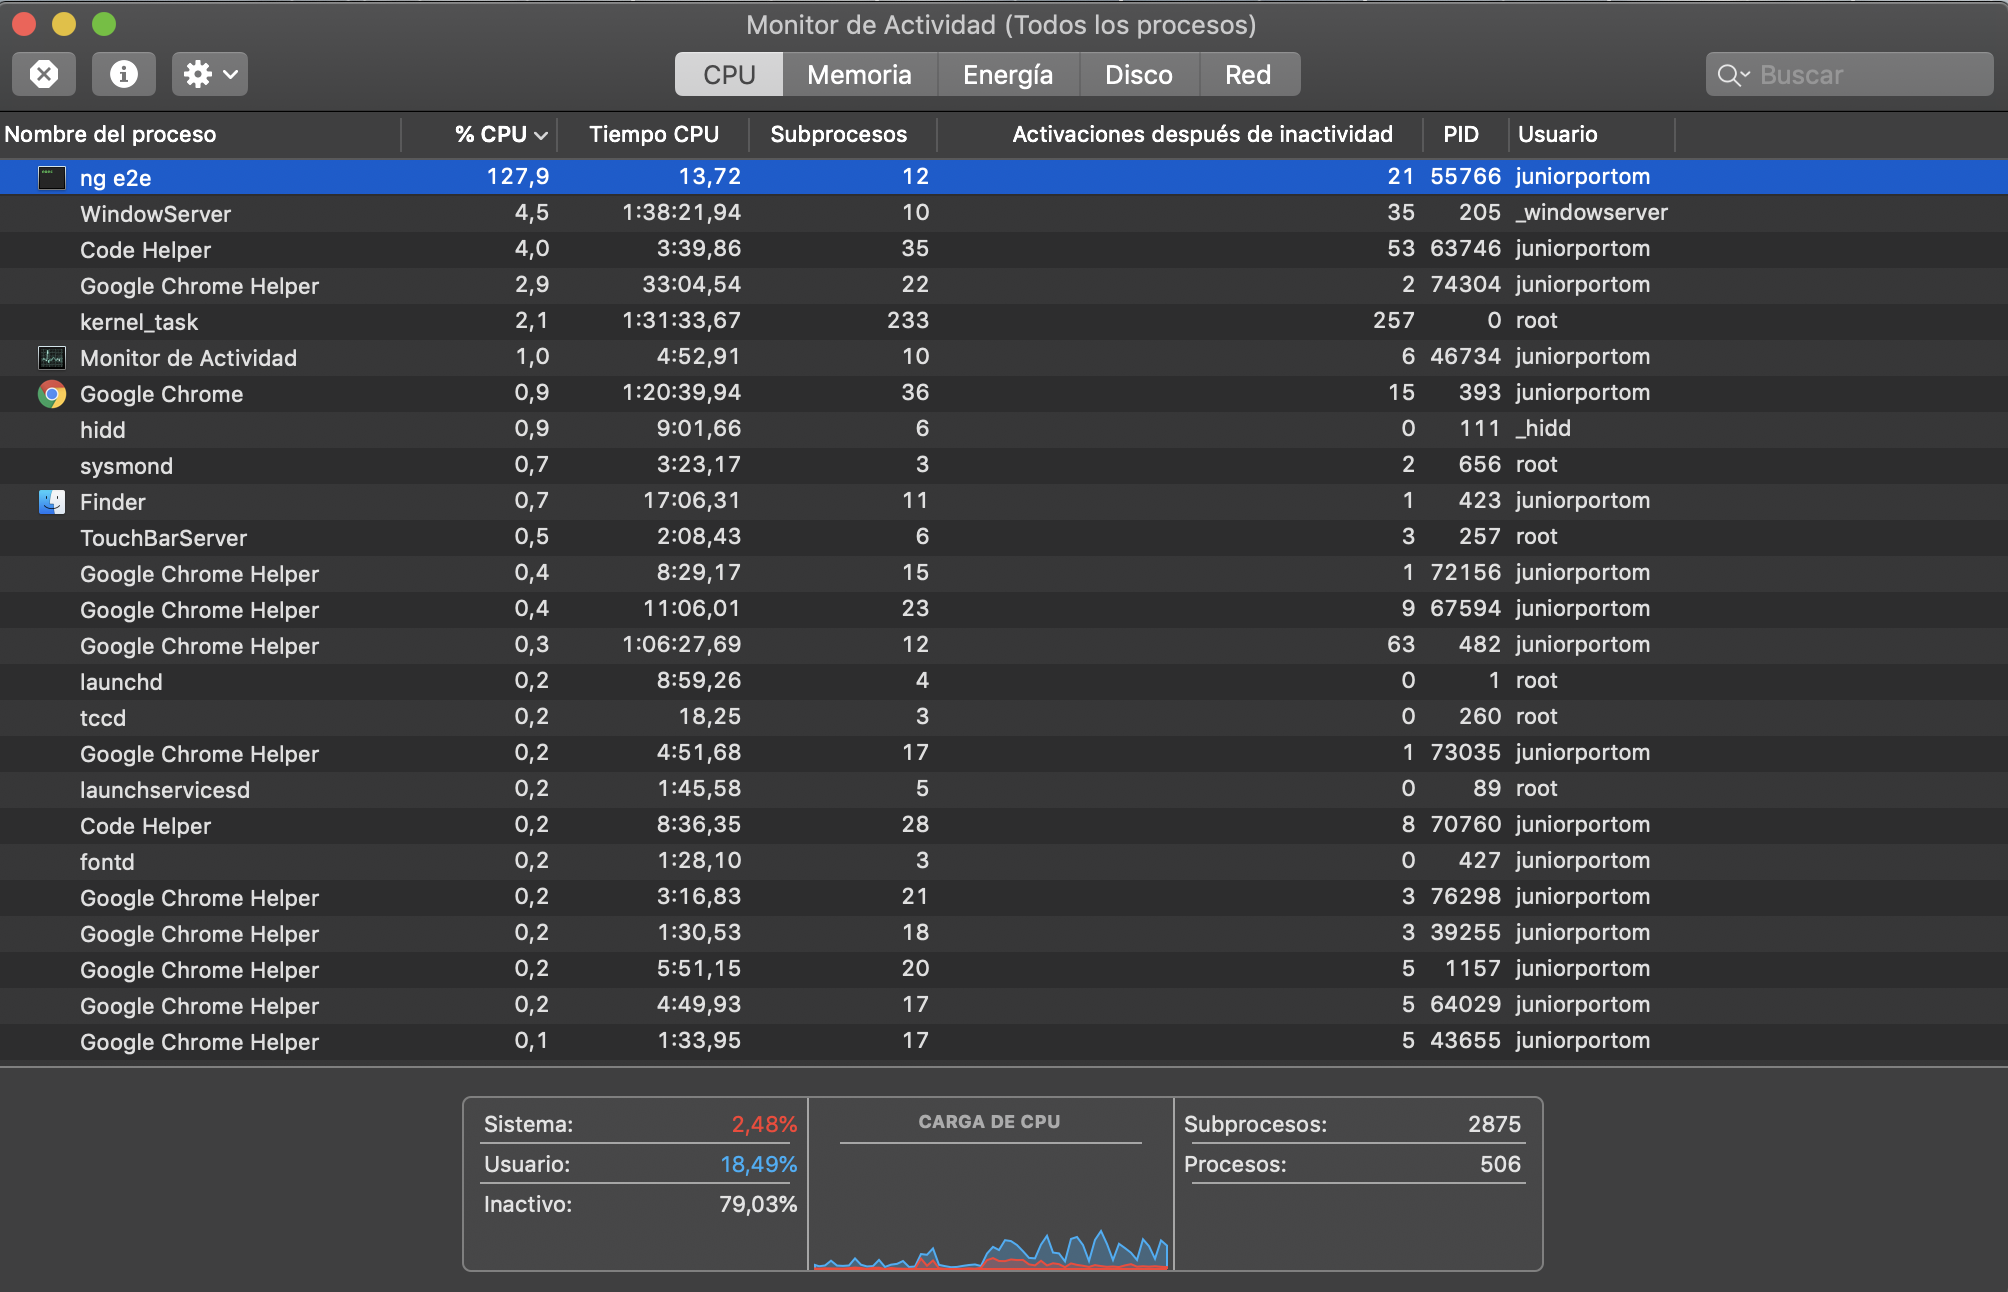 Monitor de Actividad (Todos los procesos)
CPU Memoria Energía Disco Red Buscar
Nombre del proceso % CPU Tiempo CPU Subprocesos Activaciones después de inactividad PID Usuario
ng e2e 127,9 13,72 12 21 55766 juniorportom
WindowServer 4,5 1:38:21,94 10 35 205 _windowserver
Code Helper 4,0 3:39,86 35 53 63746 juniorportom
Google Chrome Helper 2,9 33:04,54 22 2 74304 juniorportom
kernel_task 2,1 1:31:33,67 233 257 0 root
Monitor de Actividad 1,0 4:52,91 10 6 46734 juniorportom
Google Chrome 0,9 1:20:39,94 36 15 393 juniorportom
hidd 0,9 9:01,66 6 0 111 _hidd
sysmond 0,7 3:23,17 3 2 656 root
Finder 0,7 17:06,31 11 1 423 juniorportom
TouchBarServer 0,5 2:08,43 6 3 257 root
Google Chrome Helper 0,4 8:29,17 15 1 72156 juniorportom
Google Chrome Helper 0,4 11:06,01 23 9 67594 juniorportom
Google Chrome Helper 0,3 1:06:27,69 12 63 482 juniorportom
launchd 0,2 8:59,26 4 0 1 root
tccd 0,2 18,25 3 0 260 root
Google Chrome Helper 0,2 4:51,68 17 1 73035 juniorportom
launchservicesd 0,2 1:45,58 5 0 89 root
Code Helper 0,2 8:36,35 28 8 70760 juniorportom
fontd 0,2 1:28,10 3 0 427 juniorportom
Google Chrome Helper 0,2 3:16,83 21 3 76298 juniorportom
Google Chrome Helper 0,2 1:30,53 18 3 39255 juniorportom
Google Chrome Helper 0,2 5:51,15 20 5 1157 juniorportom
Google Chrome Helper 0,2 4:49,93 17 5 64029 juniorportom
Google Chrome Helper 0,1 1:33,95 17 5 43655 juniorportom
Sistema: 2,48% CARGA DE CPU Subprocesos: 2875
Usuario: 18,49% Procesos: 506
Inactivo: 79,03%